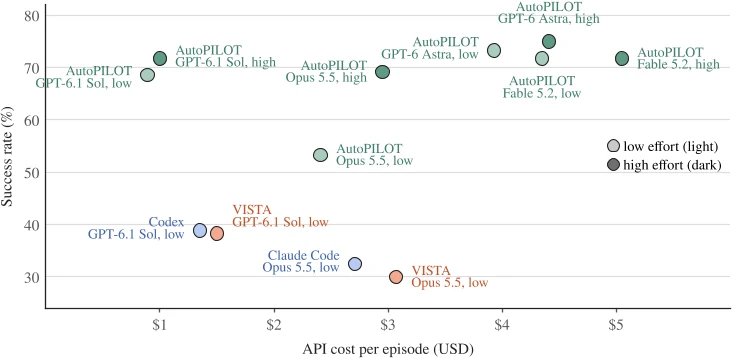 80
70
60
50
40
30
Success rate (%)
AutoPILOT
GPT-6 Astra, high
AutoPILOT
GPT-6.1 Sol, high
AutoPILOT
GPT-6.1 Sol, low
AutoPILOT
Opus 5.5, high
AutoPILOT
GPT-6 Astra, low
AutoPILOT
Fable 5.2, high
AutoPILOT
Fable 5.2, low
AutoPILOT
Opus 5.5, low
low effort (light)
high effort (dark)
Codex
GPT-6.1 Sol, low
VISTA
GPT-6.1 Sol, low
Claude Code
Opus 5.5, low
VISTA
Opus 5.5, low
$1
$2
$3
$4
$5
API cost per episode (USD)